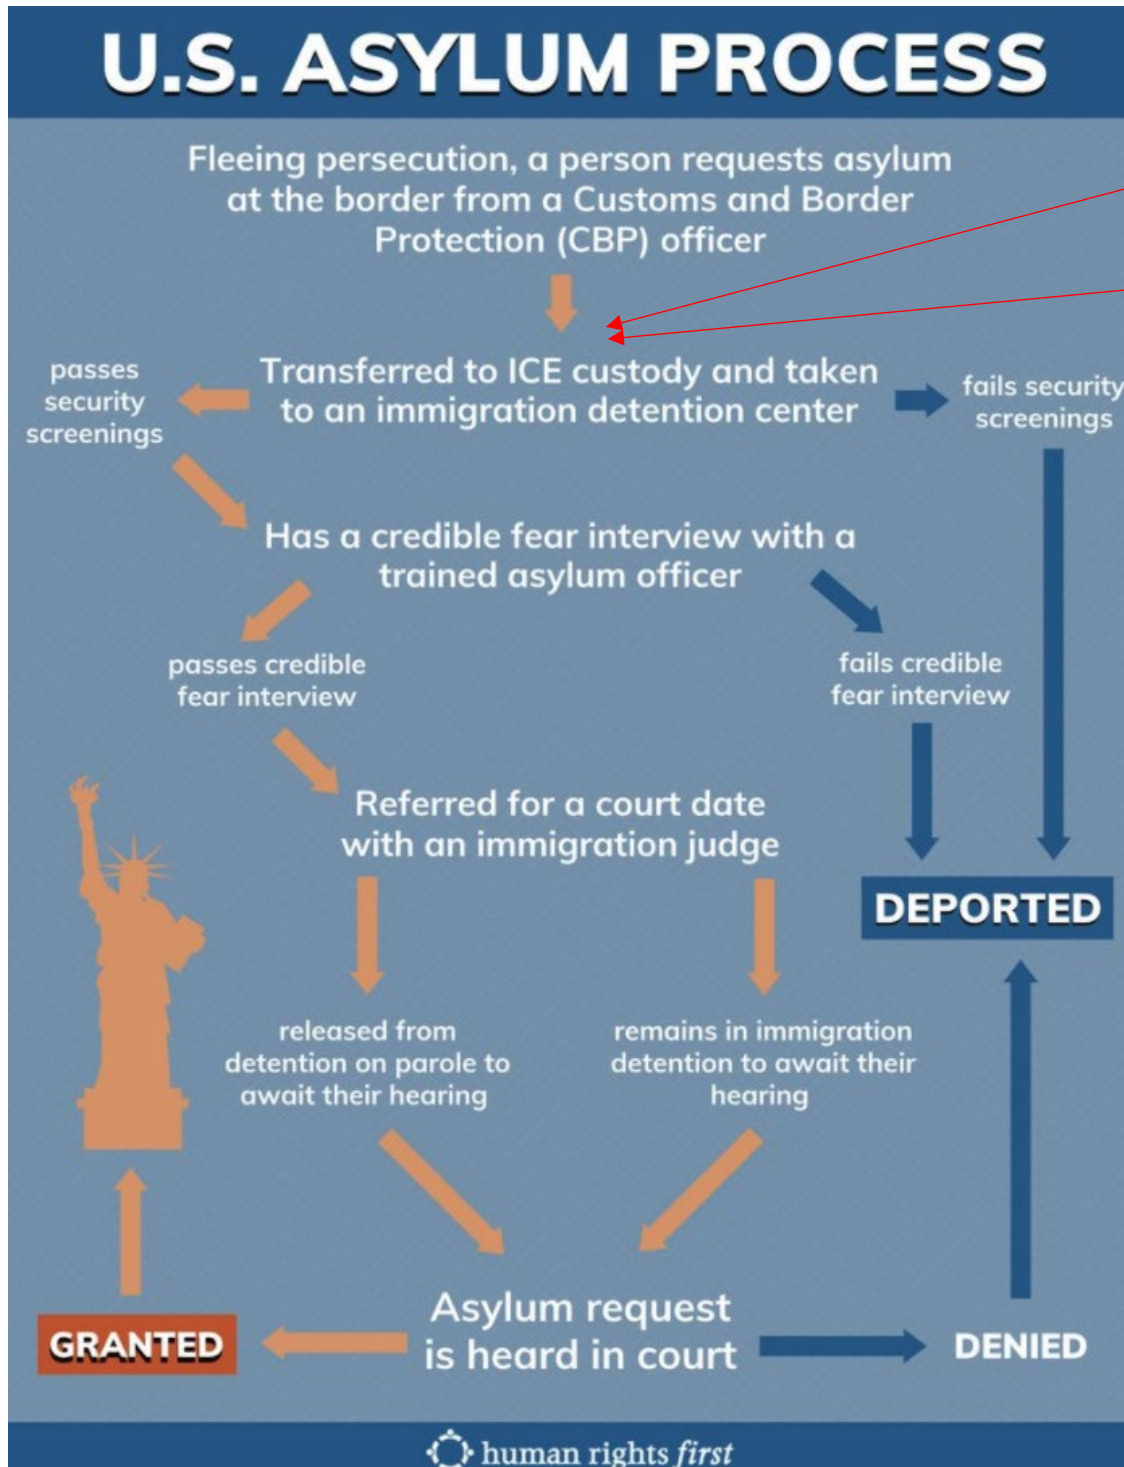 U.S. ASYLUM PROCESS
Fleeing persecution, a person requests asylum
at the border from a Customs and Border
Protection (CBP) officer
Transferred to ICE custody and taken
to an immigration detention center
passes
security
screenings
fails security
screenings
Has a credible fear interview with a
trained asylum officer
passes credible
fear interview
fails credible
fear interview
Referred for a court date
with an immigration judge
DEPORTED
released from
detention on parole to
await their hearing
remains in immigration
detention to await their
hearing
Asylum request
is heard in court
GRANTED
DENIED
human rights first